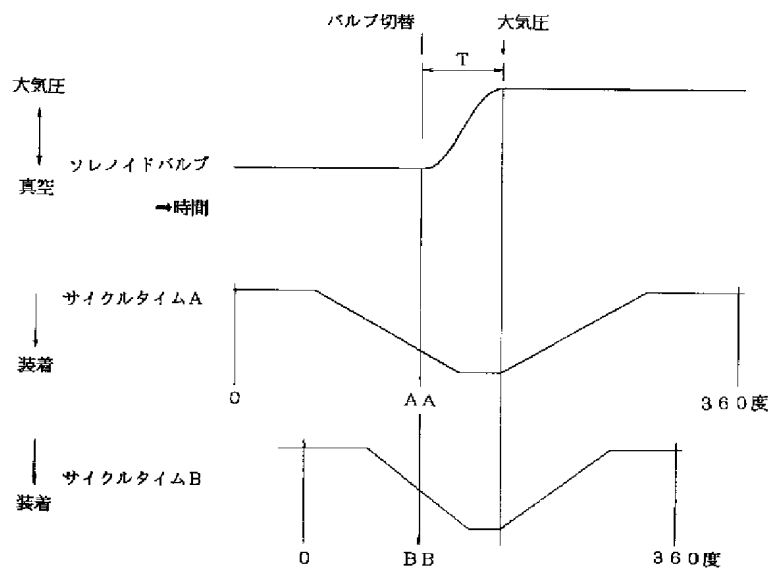 バルブ切替 大気圧
T
大気圧
ソレノイドバルブ
真空
→時間
サイクルタイムA
装着
0 AA 360度
サイクルタイムB
装着
0 BB 360度